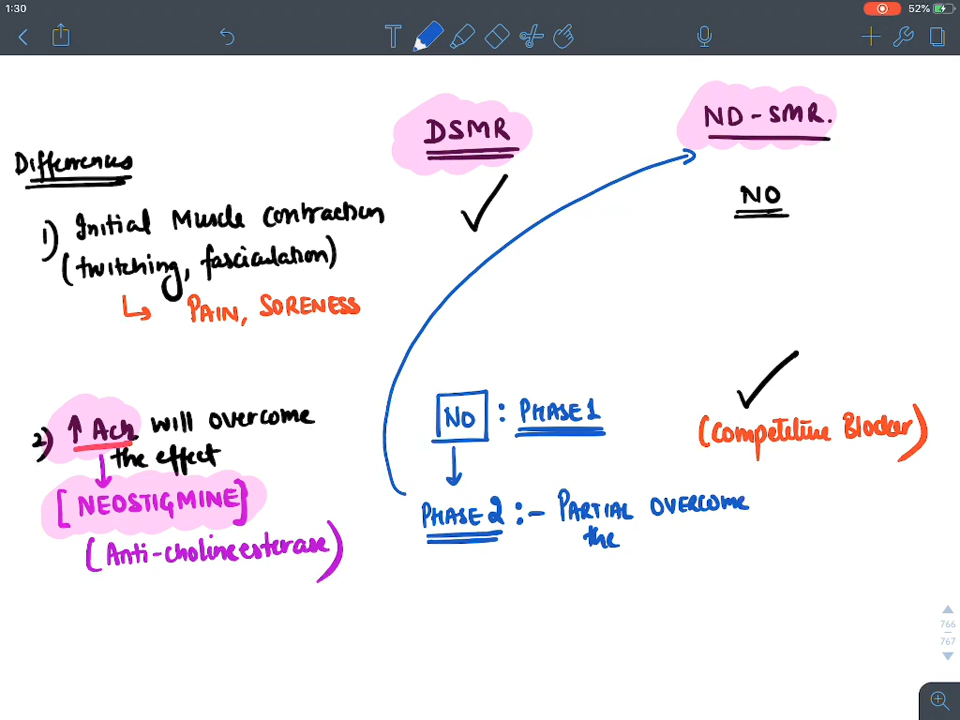 1:30
52%
T
DSMR
ND-SMR.
Differences
NO
1) Initial Muscle contraction
(twitching, fasciculation)
↳ PAIN, SORENESS
2) ↑ Ach will overcome
the effect
[NEOSTIGMINE]
(Anti-cholinesterase)
NO : PHASE 1
(Competitive Blocker)
PHASE 2 :- PARTIAL OVERCOME
the
766
767